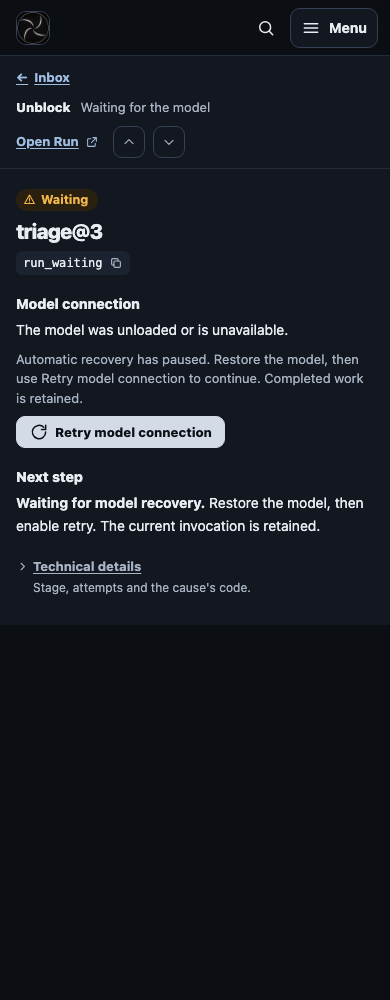 Menu
← Inbox
Unblock Waiting for the model
Open Run
Waiting
triage@3
run_waiting
Model connection
The model was unloaded or is unavailable.
Automatic recovery has paused. Restore the model, then
use Retry model connection to continue. Completed work
is retained.
Retry model connection
Next step
Waiting for model recovery. Restore the model, then
enable retry. The current invocation is retained.
Technical details
Stage, attempts and the cause's code.